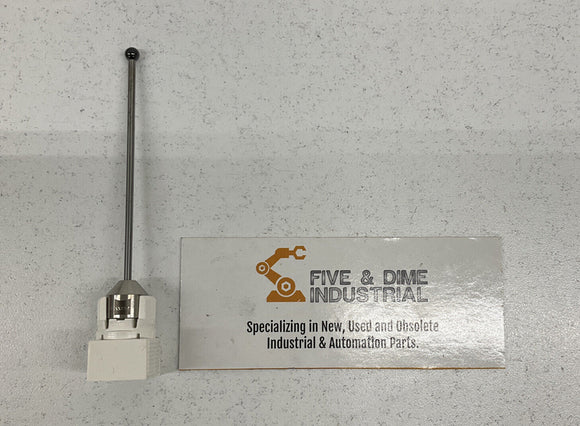 FIVE & DIME
INDUSTRIAL
Specializing in New, Used and Obsolete
Industrial & Automation Parts.